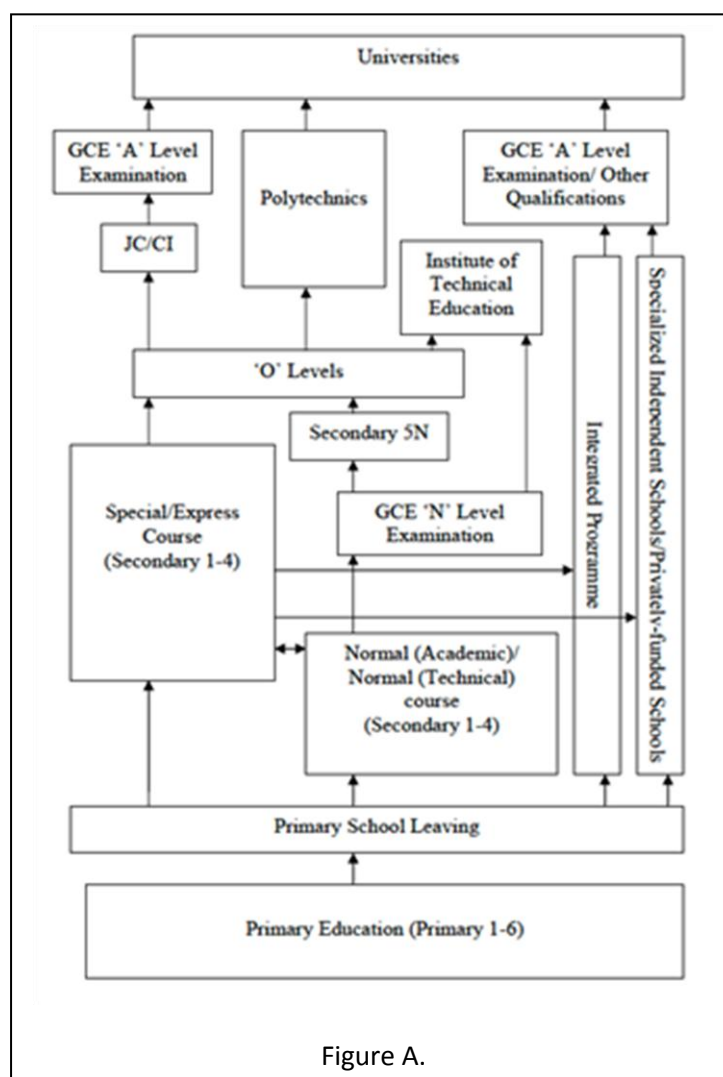 Universities
GCE 'A' Level
Examination
Polytechnics
GCE 'A' Level
Examination/ Other
Qualifications
JC/CI
Institute of
Technical
Education
'O' Levels
Secondary 5N
Special/Express
Course
(Secondary 1-4)
GCE 'N' Level
Examination
Integrated Programme
Specialized Independent Schools/Privately-funded Schools
Normal (Academic)/
Normal (Technical)
course
(Secondary 1-4)
Primary School Leaving
Primary Education (Primary 1-6)
Figure A.